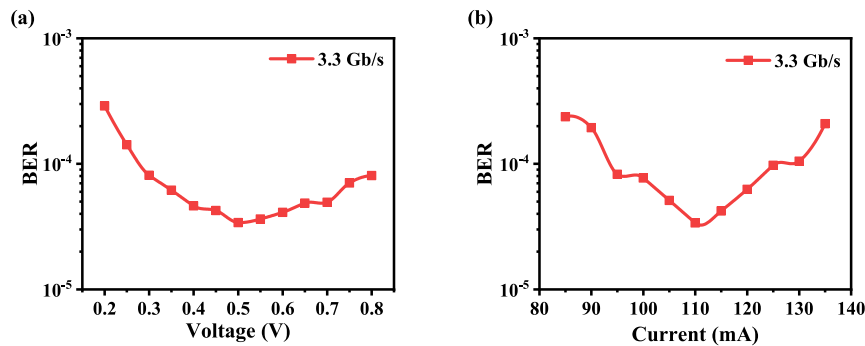 (a)
10^-3
3.3 Gb/s
BER
10^-4
10^-5
0.2 0.3 0.4 0.5 0.6 0.7 0.8
Voltage (V)
(b)
10^-3
3.3 Gb/s
BER
10^-4
10^-5
80 90 100 110 120 130 140
Current (mA)